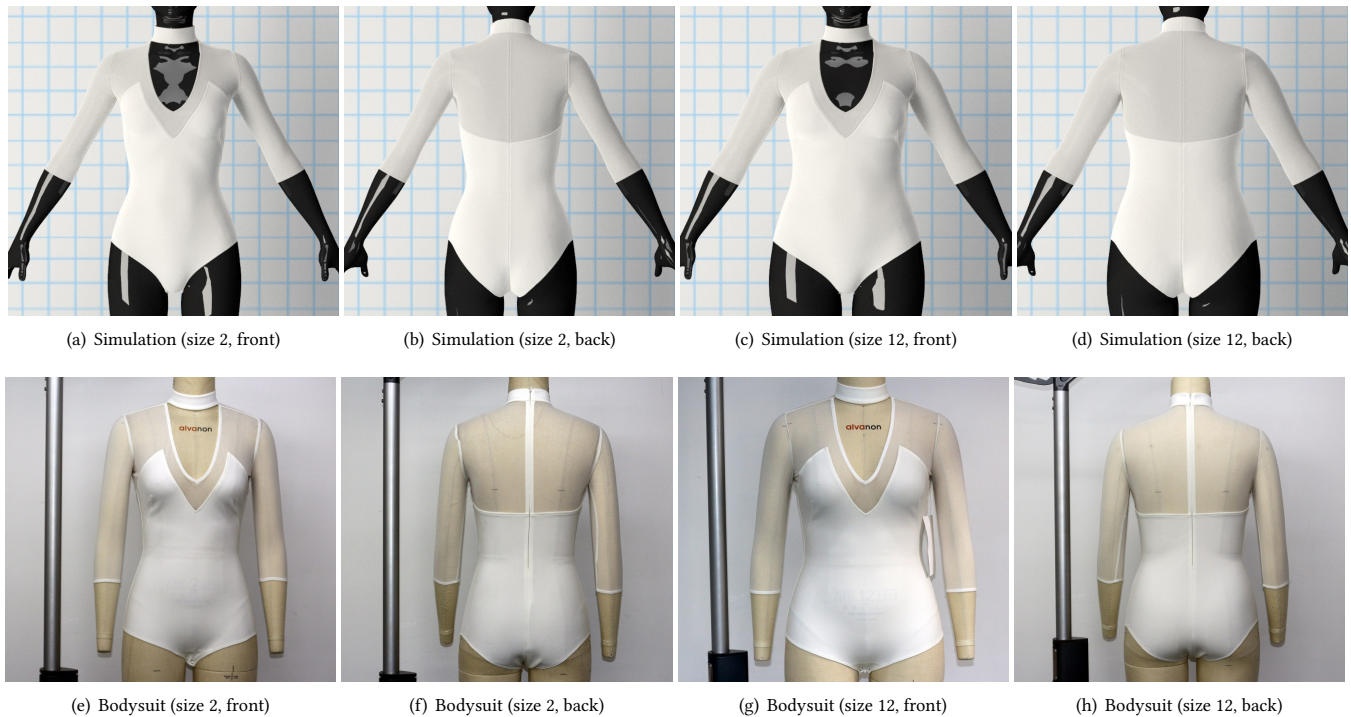 (a) Simulation (size 2, front)
(b) Simulation (size 2, back)
(c) Simulation (size 12, front)
(d) Simulation (size 12, back)
alvanon
alvanon
(e) Bodysuit (size 2, front)
(f) Bodysuit (size 2, back)
(g) Bodysuit (size 12, front)
(h) Bodysuit (size 12, back)